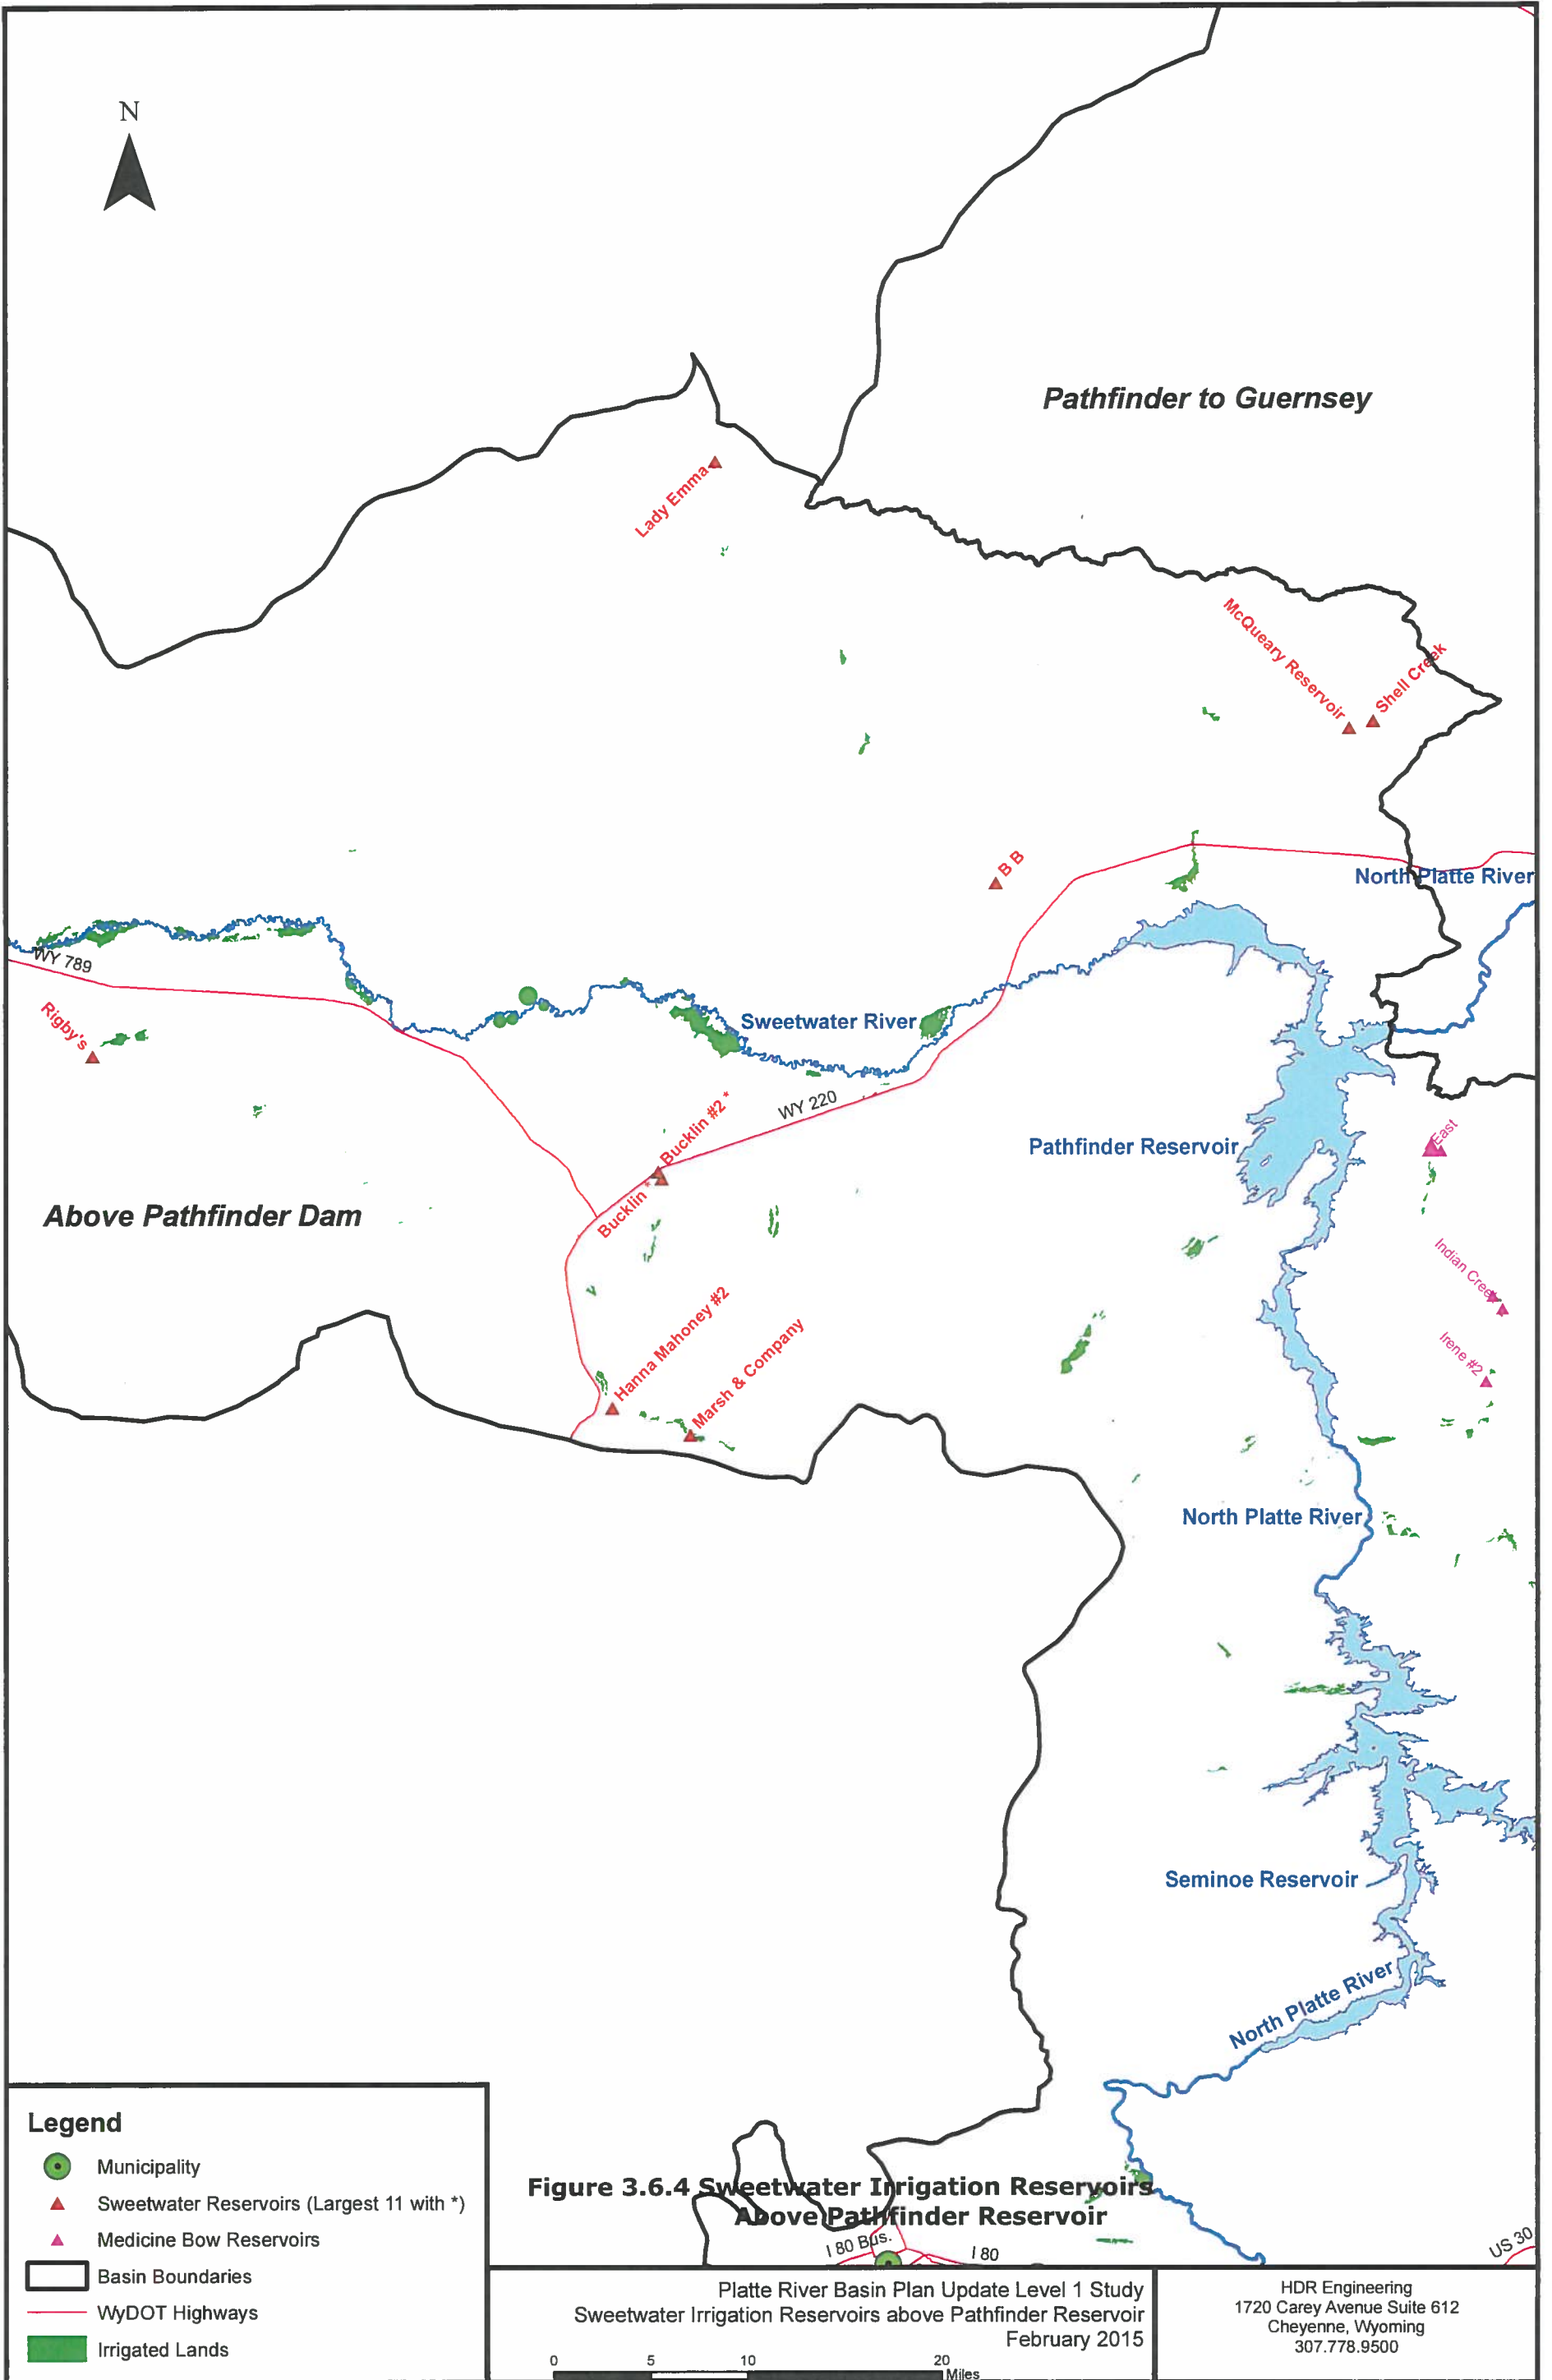 N
Pathfinder to Guernsey
Lady Emma
McQueary Reservoir
Shell Creek
B B
North Platte River
WY 789
Rigby's
Sweetwater River
WY 220
Bucklin #2 *
Bucklin *
Pathfinder Reservoir
East
Above Pathfinder Dam
Indian Creek
Hanna Mahoney #2
Marsh & Company
Irene #2
North Platte River
Seminoe Reservoir
North Platte River
Figure 3.6.4 Sweetwater Irrigation Reservoirs
Above Pathfinder Reservoir
I 80 Bus.
I 80
US 30
Legend
Municipality
Sweetwater Reservoirs (Largest 11 with *)
Medicine Bow Reservoirs
Basin Boundaries
WyDOT Highways
Irrigated Lands
Platte River Basin Plan Update Level 1 Study
Sweetwater Irrigation Reservoirs above Pathfinder Reservoir
February 2015
0 5 10 20
Miles
HDR Engineering
1720 Carey Avenue Suite 612
Cheyenne, Wyoming
307.778.9500